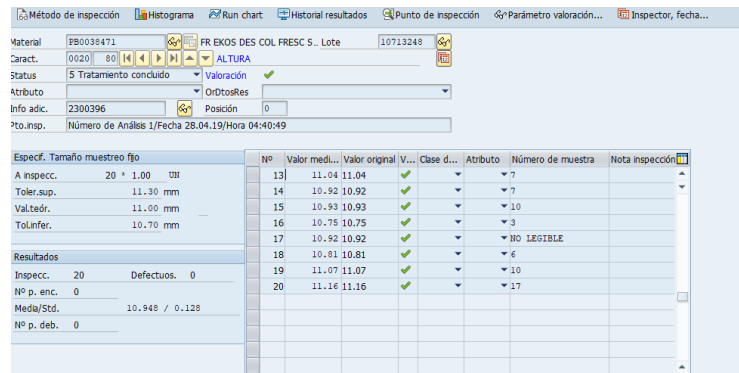 Método de inspección Histograma Run chart Historial resultados Punto de inspección Parámetro valoración... Inspector, fecha...
Material PB0038471 FR EKOS DES COL FRESC S.. Lote 10713248
Caract. 0020 80 ALTURA
Status 5 Tratamiento concluido Valoración
Atributo OrDtosRes
Info adic. 2300396 Posición 0
Pto.insp. Número de Análisis 1/Fecha 28.04.19/Hora 04:40:49
Especif. Tamaño muestreo fijo
A inspecc. 20 * 1.00 UN
Toler.sup. 11.30 mm
Val.teór. 11.00 mm
Tol.infer. 10.70 mm
Resultados
Inspecc. 20 Defectuos. 0
Nº p. enc. 0
Media/Std. 10.948 / 0.128
Nº p. deb. 0
Nº Valor medi... Valor original V... Clase d... Atributo Número de muestra Nota inspección
13 11.04 11.04 7
14 10.92 10.92 7
15 10.93 10.93 10
16 10.75 10.75 3
17 10.92 10.92 NO LEGIBLE
18 10.81 10.81 6
19 11.07 11.07 10
20 11.16 11.16 17